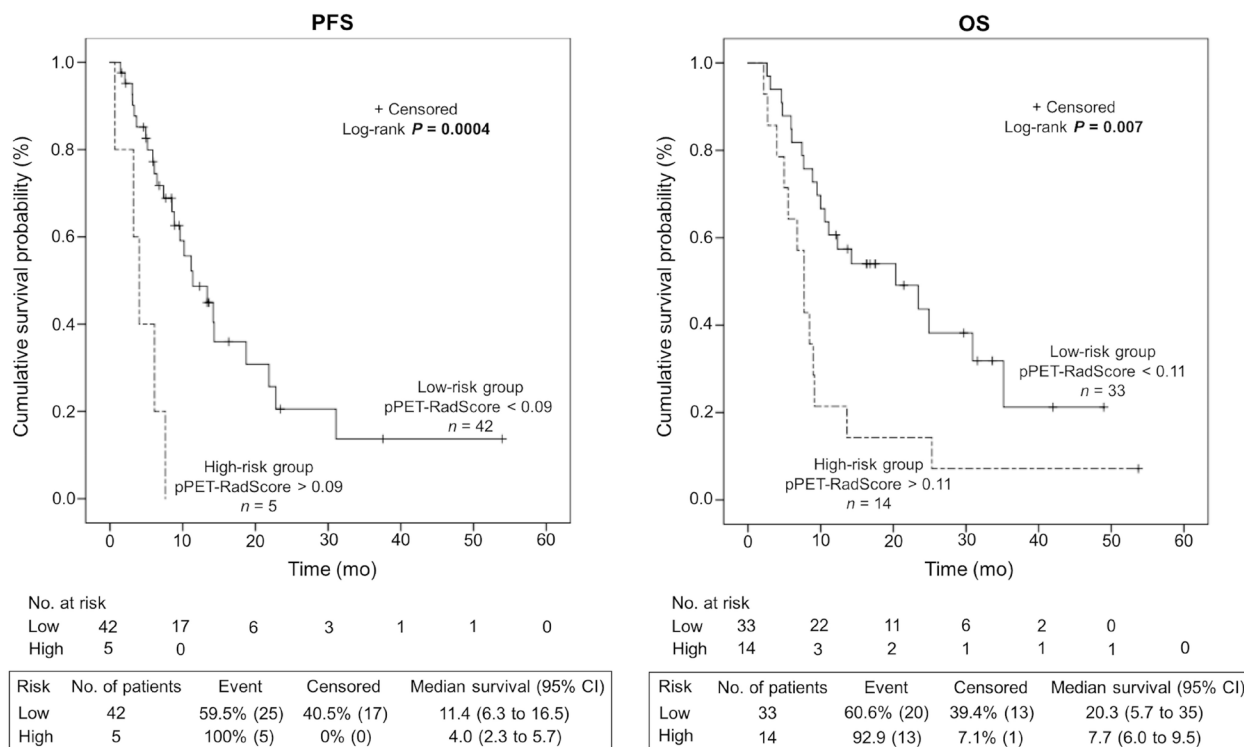 PFS
Cumulative survival probability (%)
1.0
0.8
0.6
0.4
0.2
0.0
+ Censored
Log-rank P = 0.0004
Low-risk group
pPET-RadScore < 0.09
n = 42
High-risk group
pPET-RadScore > 0.09
n = 5
0 10 20 30 40 50 60
Time (mo)
No. at risk
Low 42 17 6 3 1 1 0
High 5 0
Risk No. of patients Event Censored Median survival (95% CI)
Low 42 59.5% (25) 40.5% (17) 11.4 (6.3 to 16.5)
High 5 100% (5) 0% (0) 4.0 (2.3 to 5.7)
OS
Cumulative survival probability (%)
1.0
0.8
0.6
0.4
0.2
0.0
+ Censored
Log-rank P = 0.007
Low-risk group
pPET-RadScore < 0.11
n = 33
High-risk group
pPET-RadScore > 0.11
n = 14
0 10 20 30 40 50 60
Time (mo)
No. at risk
Low 33 22 11 6 2 0
High 14 3 2 1 1 1 0
Risk No. of patients Event Censored Median survival (95% CI)
Low 33 60.6% (20) 39.4% (13) 20.3 (5.7 to 35)
High 14 92.9 (13) 7.1% (1) 7.7 (6.0 to 9.5)